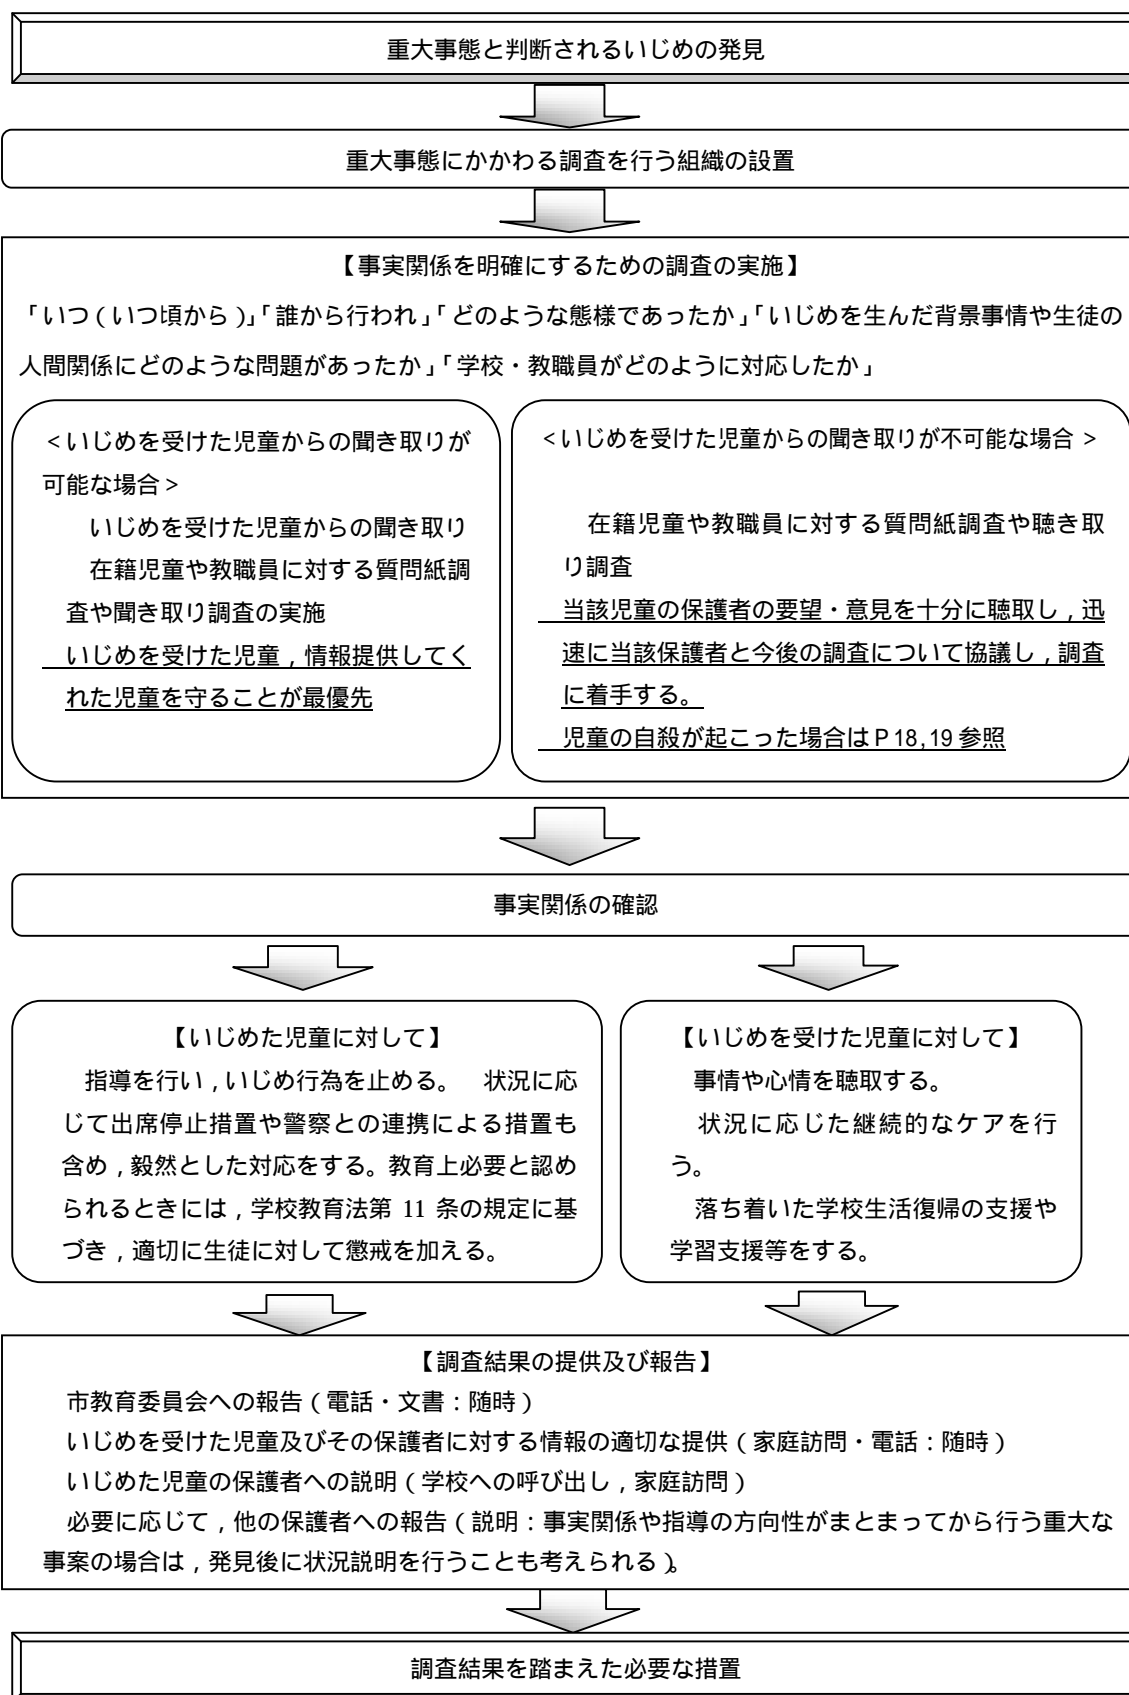 重大事態と判断されるいじめの発見
重大事態にかかわる調査を行う組織の設置
【事実関係を明確にするための調査の実施】
「いつ(いつ頃から)」「誰から行われ」「どのような態様であったか」「いじめを生んだ背景事情や生徒の
人間関係にどのような問題があったか」「学校・教職員がどのように対応したか」
<いじめを受けた児童からの聞き取りが
可能な場合>
いじめを受けた児童からの聞き取り
在籍児童や教職員に対する質問紙調
査や聞き取り調査の実施
いじめを受けた児童,情報提供してく
れた児童を守ることが最優先
<いじめを受けた児童からの聞き取りが不可能な場合>
在籍児童や教職員に対する質問紙調査や聴き取
り調査
当該児童の保護者の要望・意見を十分に聴取し,迅
速に当該保護者と今後の調査について協議し,調査
に着手する。
児童の自殺が起こった場合はP18,19参照
事実関係の確認
【いじめた児童に対して】
指導を行い,いじめ行為を止める。 状況に応
じて出席停止措置や警察との連携による措置も
含め,毅然とした対応をする。教育上必要と認め
られるときには,学校教育法第 11 条の規定に基
づき,適切に生徒に対して懲戒を加える。
【いじめを受けた児童に対して】
事情や心情を聴取する。
状況に応じた継続的なケアを行
う。
落ち着いた学校生活復帰の支援や
学習支援等をする。
【調査結果の提供及び報告】
市教育委員会への報告(電話・文書:随時)
いじめを受けた児童及びその保護者に対する情報の適切な提供(家庭訪問・電話:随時)
いじめた児童の保護者への説明(学校への呼び出し,家庭訪問)
必要に応じて,他の保護者への報告(説明:事実関係や指導の方向性がまとまってから行う重大な
事案の場合は,発見後に状況説明を行うことも考えられる)。
調査結果を踏まえた必要な措置